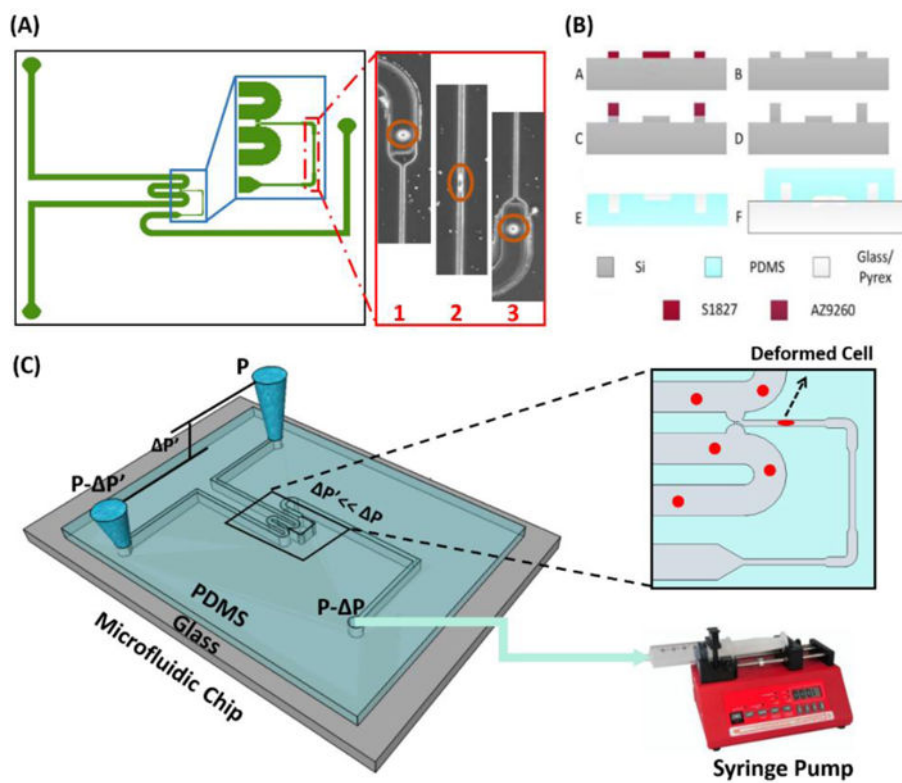 (A)
1 2 3
(B)
A B
C D
E F
Si PDMS Glass/
Pyrex
S1827 AZ9260
(C)
P
ΔP'
P-ΔP'
ΔP'<< ΔP
P-ΔP
PDMS
Glass
Microfluidic Chip
Deformed Cell
Syringe Pump